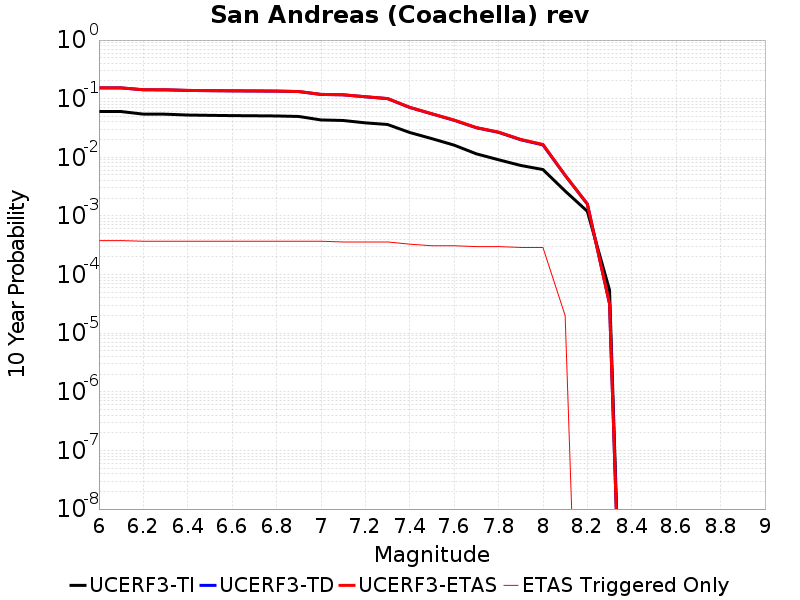 San Andreas (Coachella) rev
10 Year Probability
10^0
10^-1
10^-2
10^-3
10^-4
10^-5
10^-6
10^-7
10^-8
6 6.2 6.4 6.6 6.8 7 7.2 7.4 7.6 7.8 8 8.2 8.4 8.6 8.8 9
Magnitude
UCERF3-TI UCERF3-TD UCERF3-ETAS ETAS Triggered Only